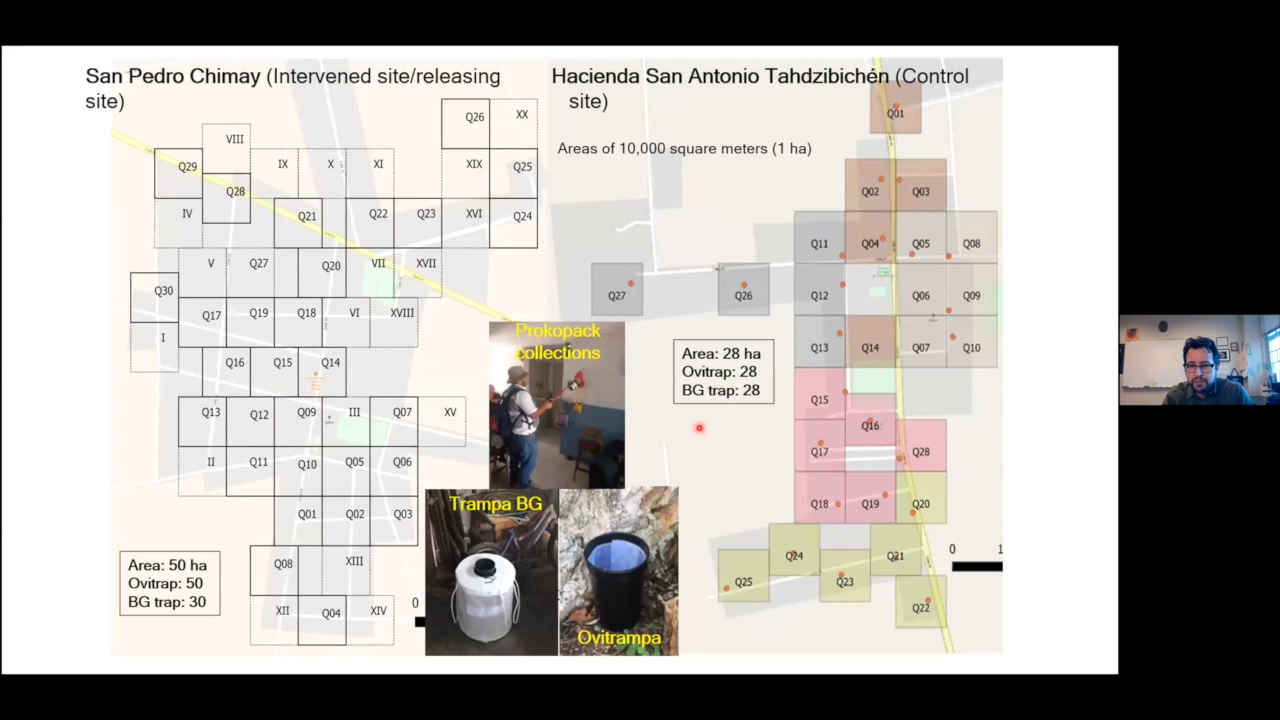 San Pedro Chimay (Intervened site/releasing
site)
Hacienda San Antonio Tahdzibichén (Control
site)
Areas of 10,000 square meters (1 ha)
Q26
XX
VIII
Q29
IX
X
XI
XIX
Q25
Q28
IV
Q21
Q22
Q23
XVI
Q24
V
Q27
Q20
VII
XVII
Q30
Q17
Q19
Q18
VI
XVIII
I
Q16
Q15
Q14
Q13
Q12
Q09
III
Q07
XV
II
Q11
Q10
Q05
Q06
Q01
Q02
Q03
Q08
XIII
XII
Q04
XIV
Area: 50 ha
Ovitrap: 50
BG trap: 30
0
Prokopack
collections
Trampa BG
Ovitrampa
Q01
Q02
Q03
Q11
Q04
Q05
Q08
Q27
Q26
Q12
Q06
Q09
Q13
Q14
Q07
Q10
Area: 28 ha
Ovitrap: 28
BG trap: 28
Q15
Q16
Q17
Q28
Q18
Q19
Q20
Q24
Q21
Q25
Q23
Q22
0
1